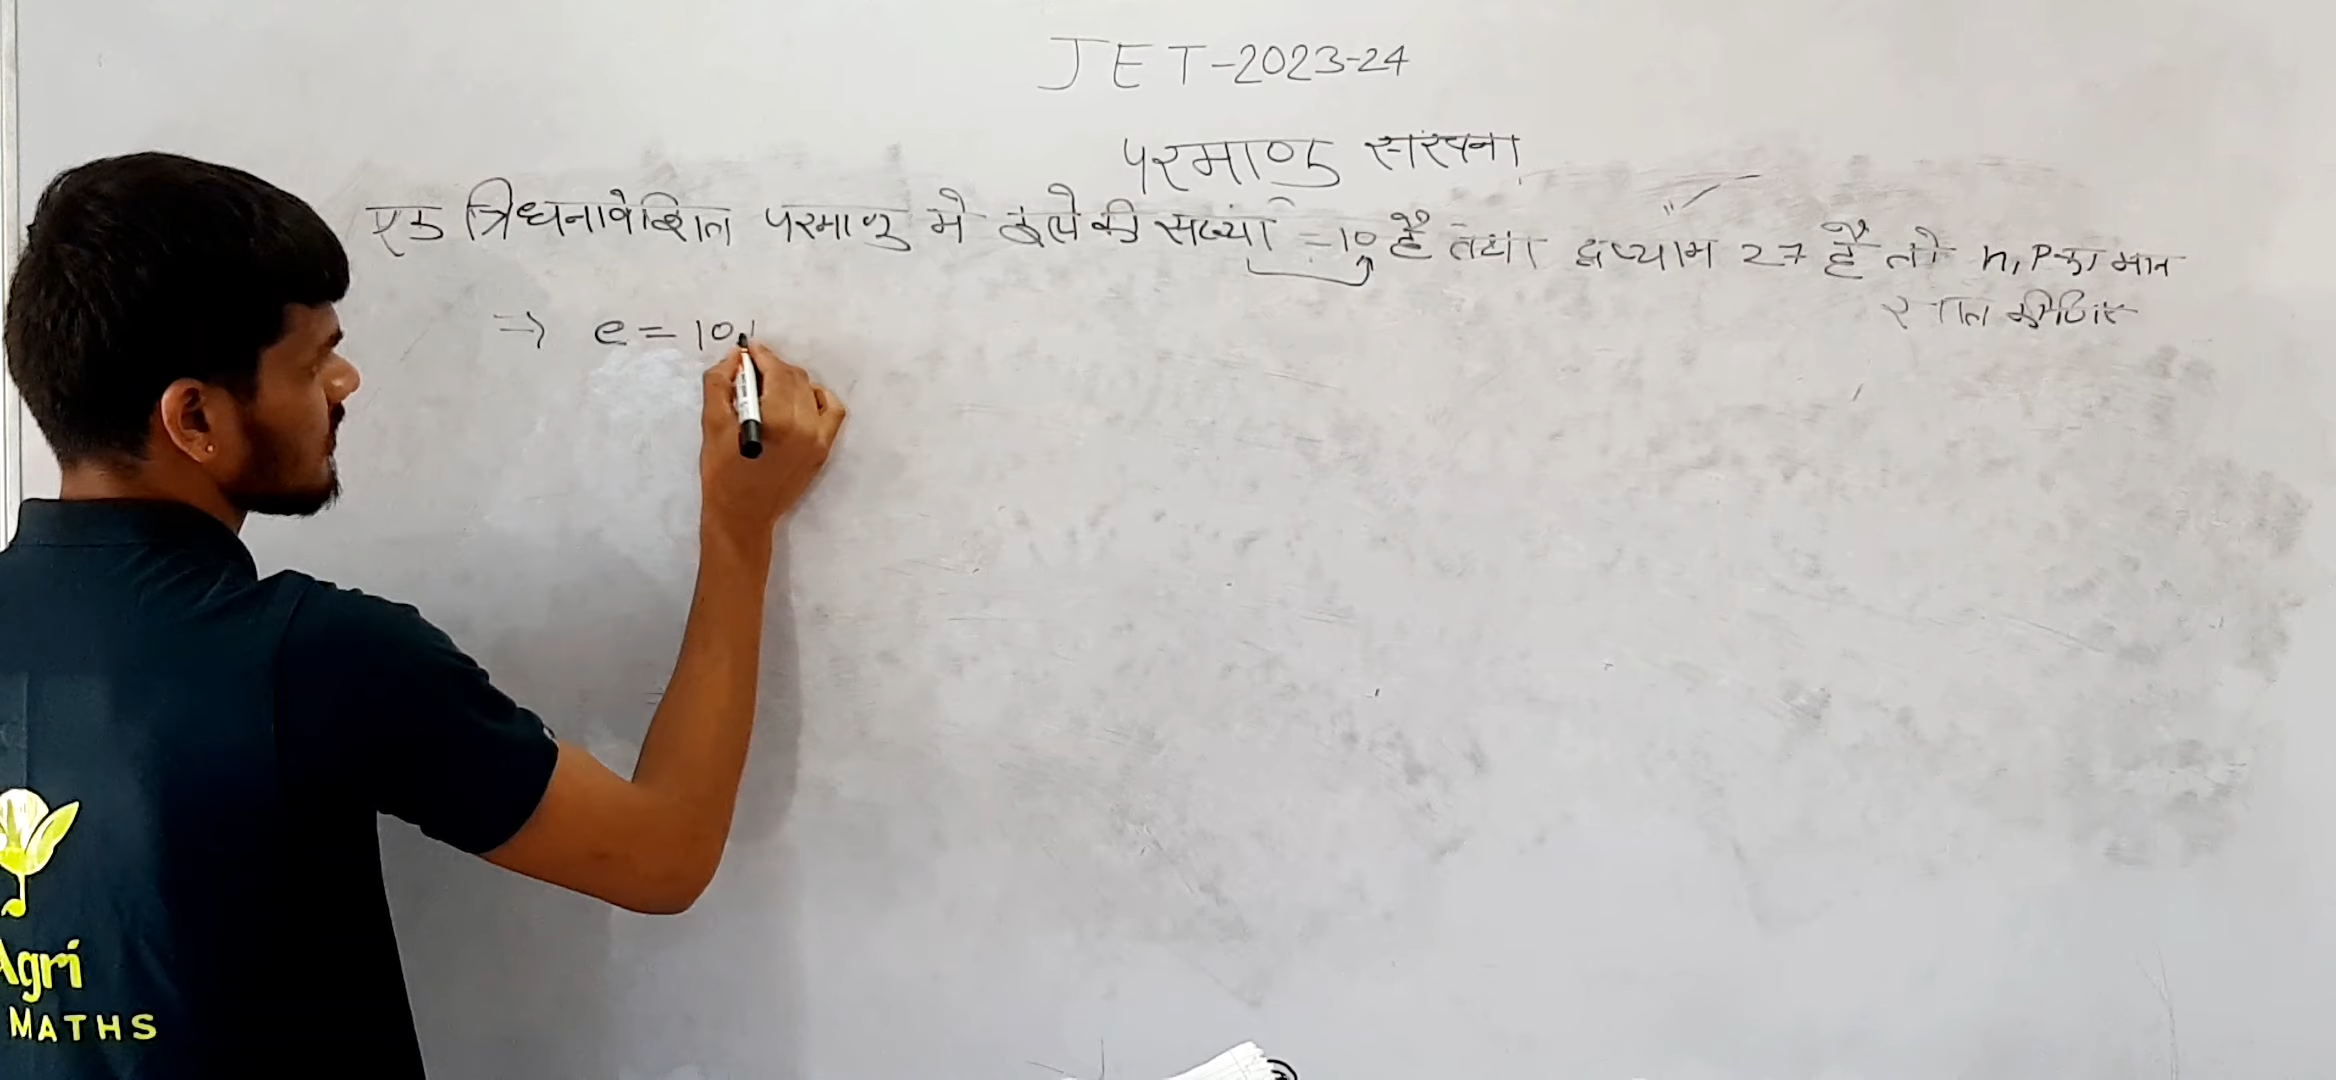 JET-2023-24
परमाणु संरचना
एक त्रिधनावेशित परमाणु मे इले की संख्या = 10 है तथा द्रव्यमान 27 है तो n, P का मान
ज्ञात कीजिए
⇒ e = 10,
Agri
MATHS